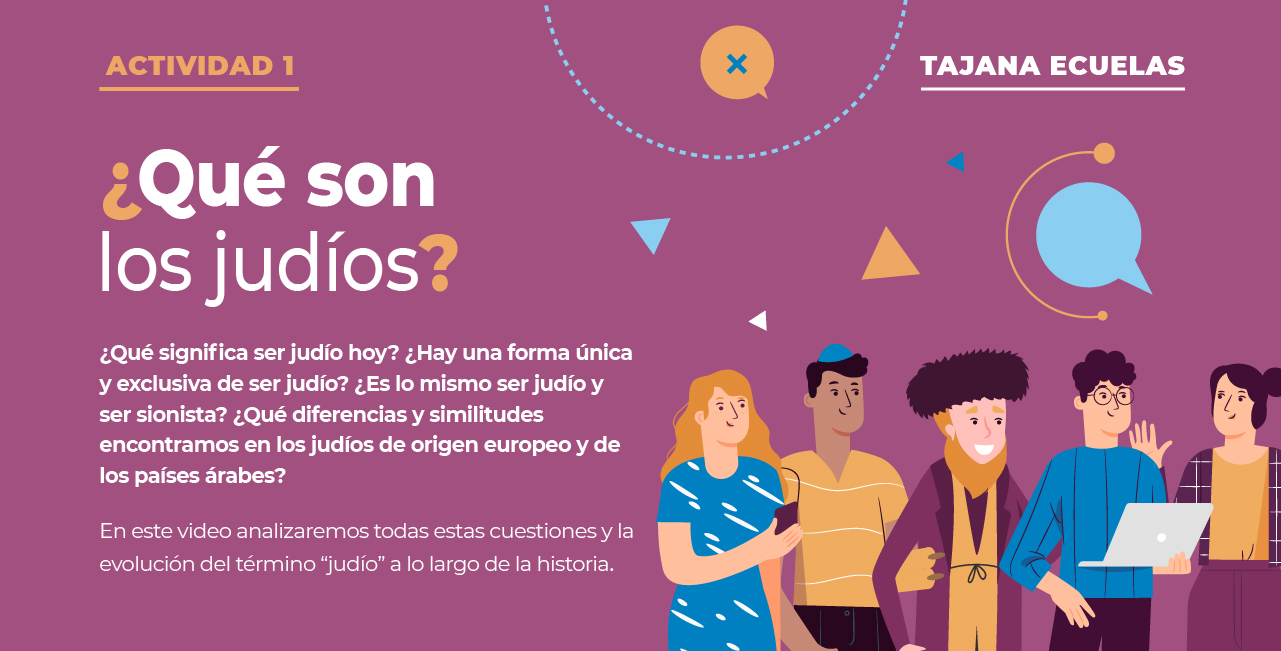 ACTIVIDAD 1
TAJANA ECUELAS
¿Qué son
los judíos?
¿Qué significa ser judío hoy? ¿Hay una forma única
y exclusiva de ser judío? ¿Es lo mismo ser judío y
ser sionista? ¿Qué diferencias y similitudes
encontramos en los judíos de origen europeo y de
los países árabes?
En este video analizaremos todas estas cuestiones y la
evolución del término “judío” a lo largo de la historia.